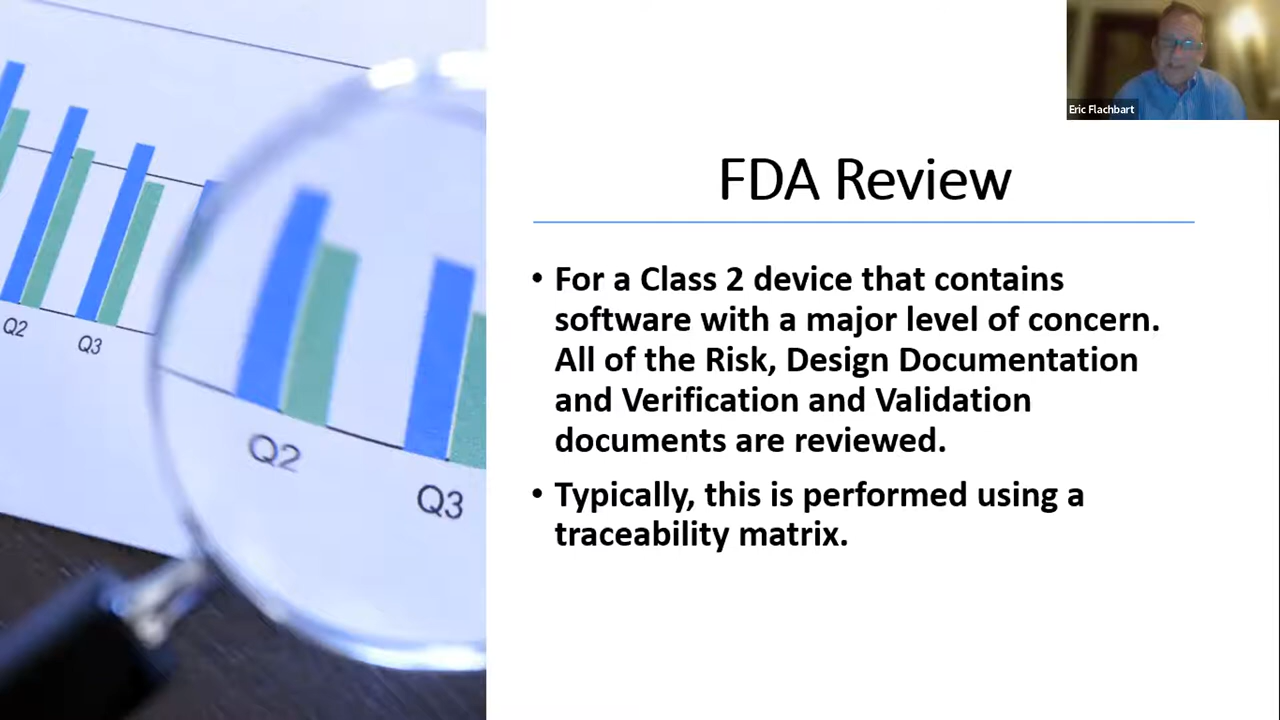 Eric Flachbart
FDA Review
• For a Class 2 device that contains
software with a major level of concern.
All of the Risk, Design Documentation
and Verification and Validation
documents are reviewed.
• Typically, this is performed using a
traceability matrix.
Q2
Q3
Q2
Q3